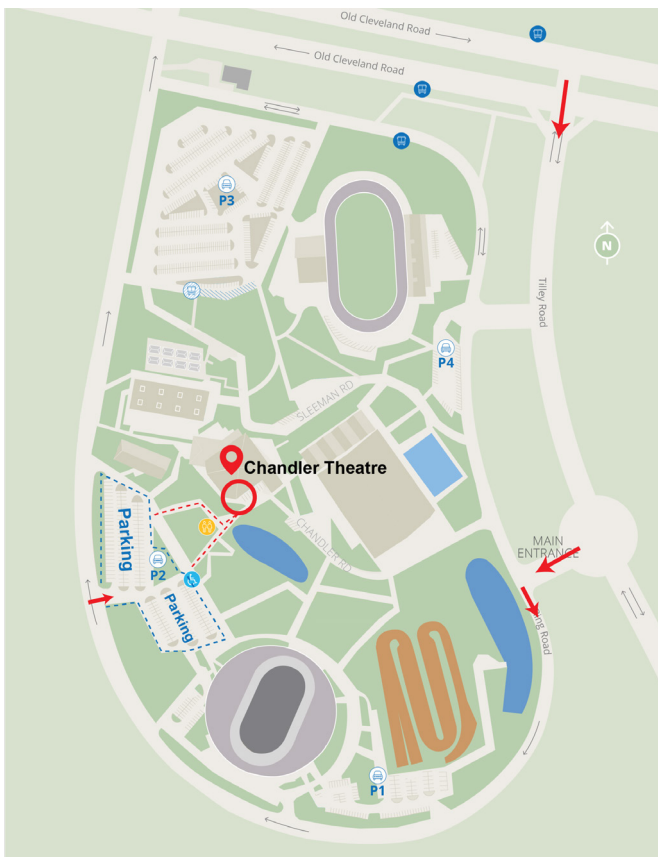 Old Cleveland Road
Old Cleveland Road
P3
N
Tilley Road
P4
SLEEMAN RD
Chandler Theatre
Parking
CHANDLER RD
MAIN
ENTRANCE
P2
Parking
Road
P1